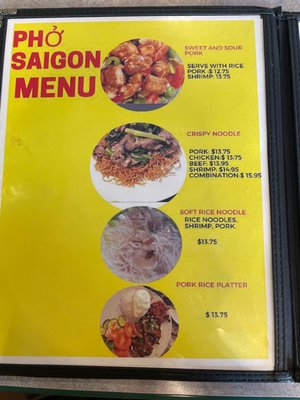 PHỞ
SAIGON
MENU
SWEET AND SOUR
PORK
SERVE WITH RICE
PORK :$ 12.75
SHRIMP: 13.75
CRISPY NOODLE
PORK: $13.75
CHICKEN:$ 13:75
BEEF: $13.95
SHRIMP: $14.95
COMBINATION:$ 15.95
SOFT RICE NOODLE
RICE NOODLES,
SHRIMP, PORK.
$13.75
PORK RICE PLATTER
$ 13.75